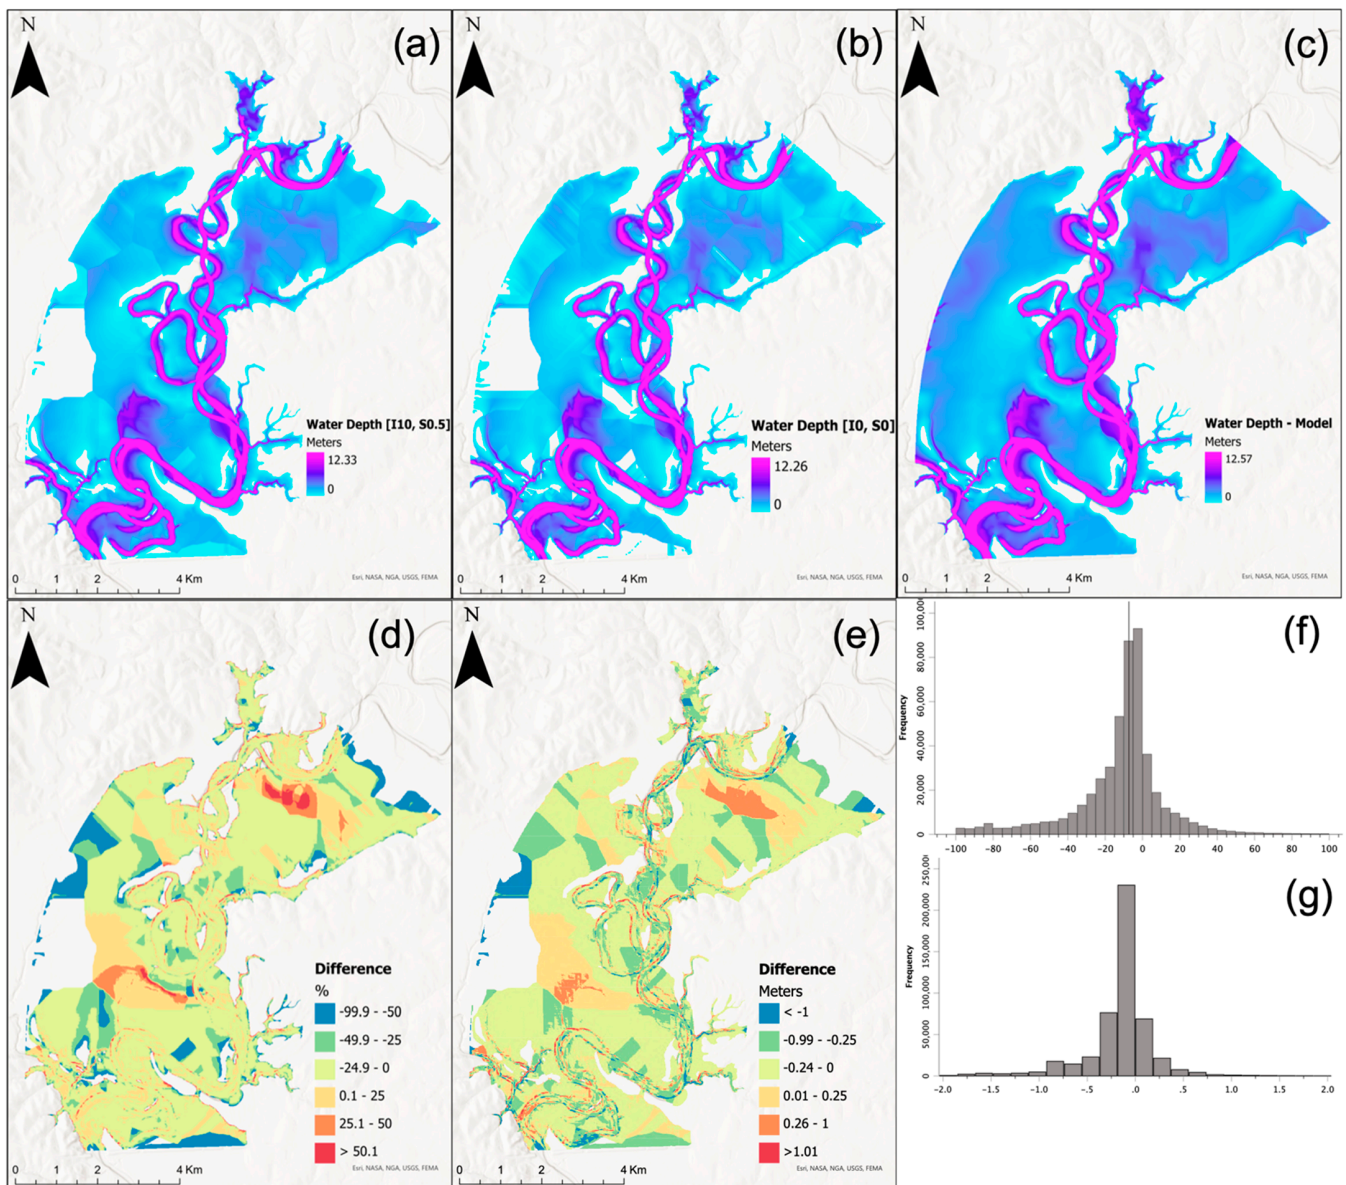 N
(a)
Water Depth [I10, S0.5]
Meters
12.33
0
0 1 2 4 Km
Esri, NASA, NGA, USGS, FEMA
N
(b)
Water Depth [I0, S0]
Meters
12.26
0
0 1 2 4 Km
Esri, NASA, NGA, USGS, FEMA
N
(c)
Water Depth - Model
Meters
12.57
0
0 1 2 4 Km
Esri, NASA, NGA, USGS, FEMA
N
(d)
Difference
%
-99.9 - -50
-49.9 - -25
-24.9 - 0
0.1 - 25
25.1 - 50
> 50.1
0 1 2 4 Km
Esri, NASA, NGA, USGS, FEMA
N
(e)
Difference
Meters
< -1
-0.99 - -0.25
-0.24 - 0
0.01 - 0.25
0.26 - 1
>1.01
0 1 2 4 Km
Esri, NASA, NGA, USGS, FEMA
(f)
Frequency
100,00
80,000
60,000
40,000
20,000
0
-100 -80 -60 -40 -20 0 20 40 60 80 100
(g)
Frequency
250,00
200,000
150,000
100,000
50,000
0
-2.0 -1.5 -1.0 -.5 .0 .5 1.0 1.5 2.0